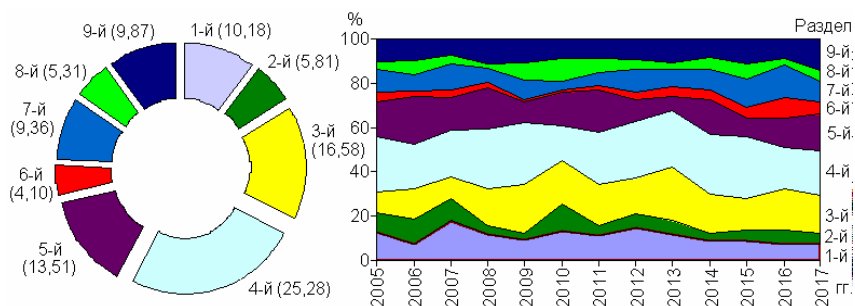 9-й (9,87)
1-й (10,18)
8-й (5,31)
2-й (5,81)
7-й
(9,36)
3-й
(16,58)
6-й
(4,10)
5-й
(13,51)
4-й (25,28)
%
Раздел
100
80
60
40
20
0
9-й
8-й
7-й
6-й
5-й
4-й
3-й
2-й
1-й
2005
2006
2007
2008
2009
2010
2011
2012
2013
2014
2015
2016
2017
гг.